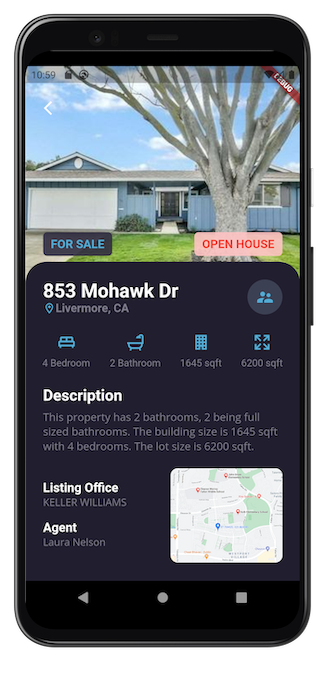 10:59
DEBUG
FOR SALE
OPEN HOUSE
853 Mohawk Dr
Livermore, CA
4 Bedroom
2 Bathroom
1645 sqft
6200 sqft
Description
This property has 2 bathrooms, 2 being full
sized bathrooms. The building size is 1645 sqft
with 4 bedrooms. The lot size is 6200 sqft.
Listing Office
KELLER WILLIAMS
Agent
Laura Nelson